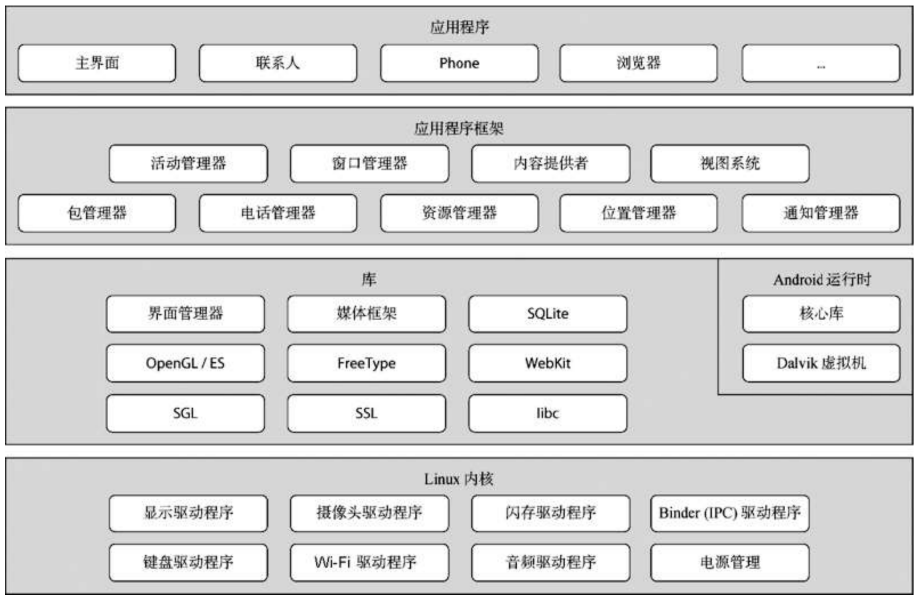 应用程序
主界面 联系人 Phone 浏览器 ...
应用程序框架
活动管理器 窗口管理器 内容提供者 视图系统
包管理器 电话管理器 资源管理器 位置管理器 通知管理器
库 Android 运行时
界面管理器 媒体框架 SQLite 核心库
OpenGL / ES FreeType WebKit Dalvik 虚拟机
SGL SSL libc
Linux 内核
显示驱动程序 摄像头驱动程序 闪存驱动程序 Binder (IPC) 驱动程序
键盘驱动程序 Wi-Fi 驱动程序 音频驱动程序 电源管理